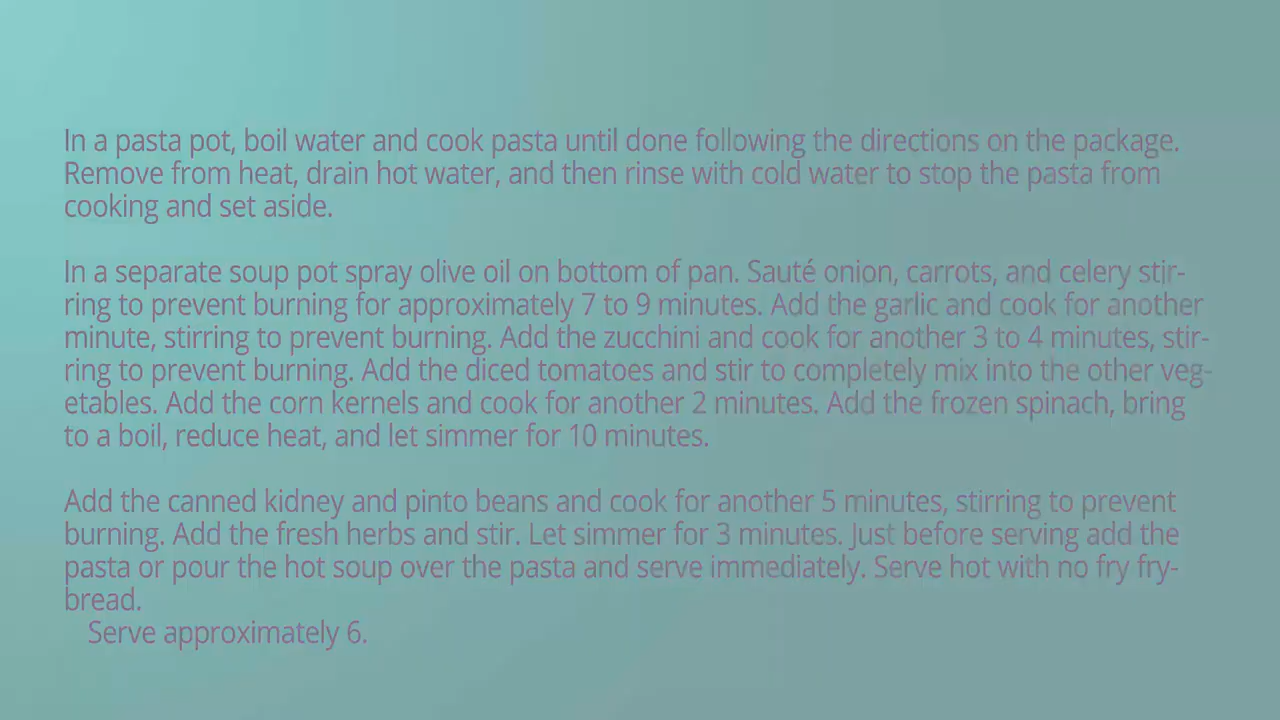 In a pasta pot, boil water and cook pasta until done following the directions on the package.
Remove from heat, drain hot water, and then rinse with cold water to stop the pasta from
cooking and set aside.
In a separate soup pot spray olive oil on bottom of pan. Sauté onion, carrots, and celery stir-
ring to prevent burning for approximately 7 to 9 minutes. Add the garlic and cook for another
minute, stirring to prevent burning. Add the zucchini and cook for another 3 to 4 minutes, stir-
ring to prevent burning. Add the diced tomatoes and stir to completely mix into the other veg-
etables. Add the corn kernels and cook for another 2 minutes. Add the frozen spinach, bring
to a boil, reduce heat, and let simmer for 10 minutes.
Add the canned kidney and pinto beans and cook for another 5 minutes, stirring to prevent
burning. Add the fresh herbs and stir. Let simmer for 3 minutes. Just before serving add the
pasta or pour the hot soup over the pasta and serve immediately. Serve hot with no fry fry-
bread.
Serve approximately 6.